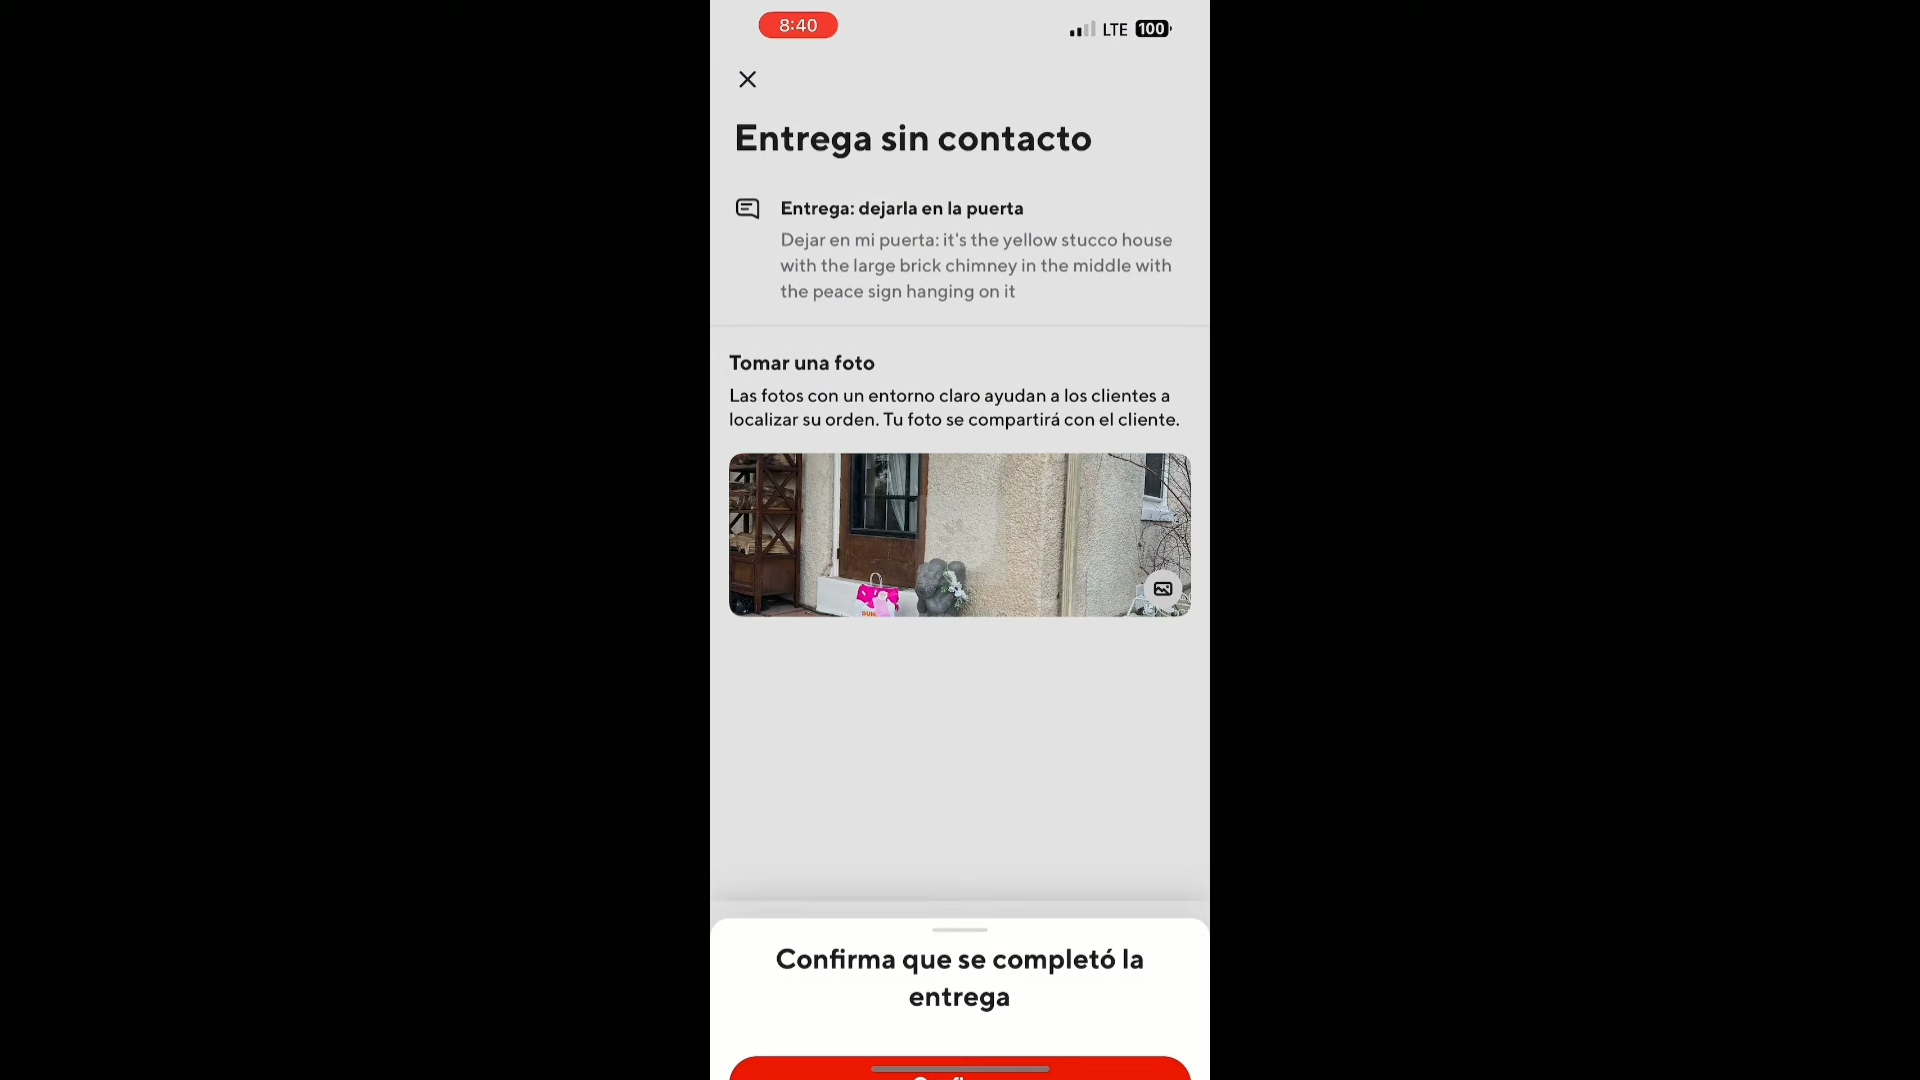 8:40
LTE 100
Entrega sin contacto
Entrega: dejarla en la puerta
Dejar en mi puerta: it's the yellow stucco house
with the large brick chimney in the middle with
the peace sign hanging on it
Tomar una foto
Las fotos con un entorno claro ayudan a los clientes a
localizar su orden. Tu foto se compartirá con el cliente.
Confirma que se completó la
entrega